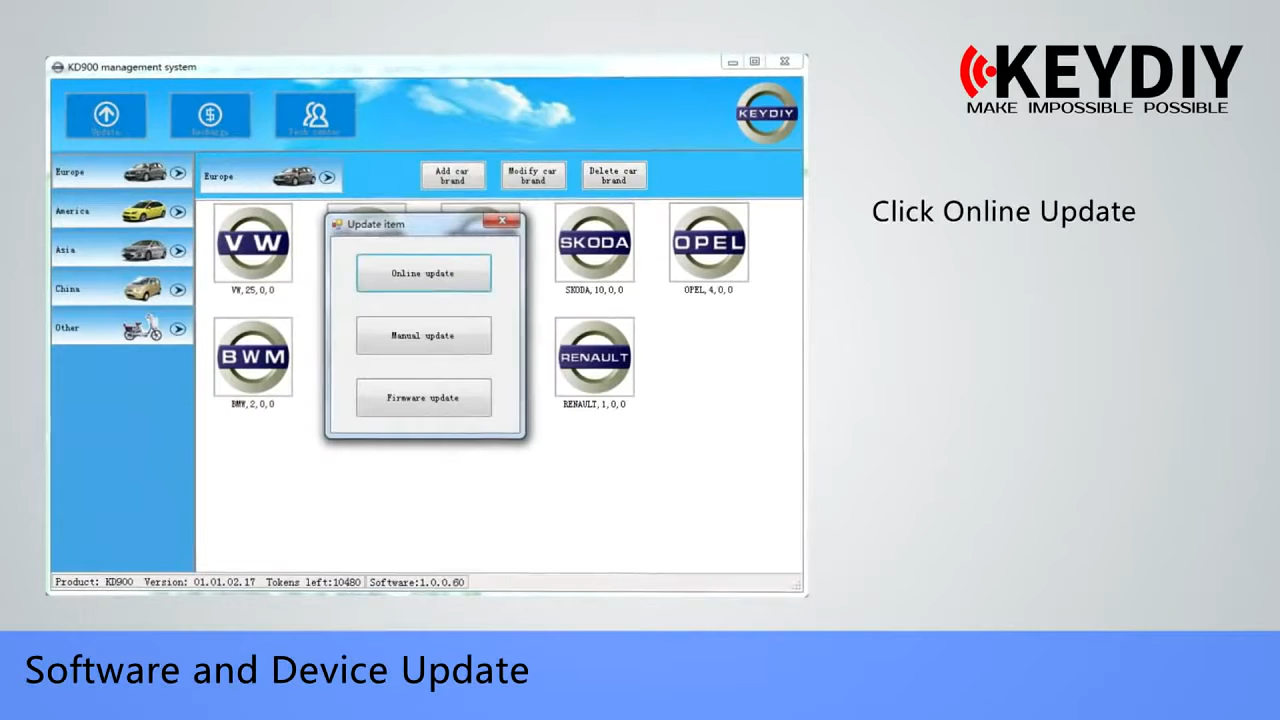 KD900 management system
KEYDIY
MAKE IMPOSSIBLE POSSIBLE
Update
Recharge
Tech center
KEYDIY
Europe
America
Asia
China
Other
Europe
Add car
brand
Modify car
brand
Delete car
brand
Click Online Update
VW
VW,25,0,0
SKODA
SKODA,10,0,0
OPEL
OPEL,4,0,0
BWM
BMW,2,0,0
RENAULT
RENAULT,1,0,0
Update item
Online update
Manual update
Firmware update
Product: KD900 Version: 01.01.02.17 Tokens left:10480 Software:1.0.0.60
Software and Device Update